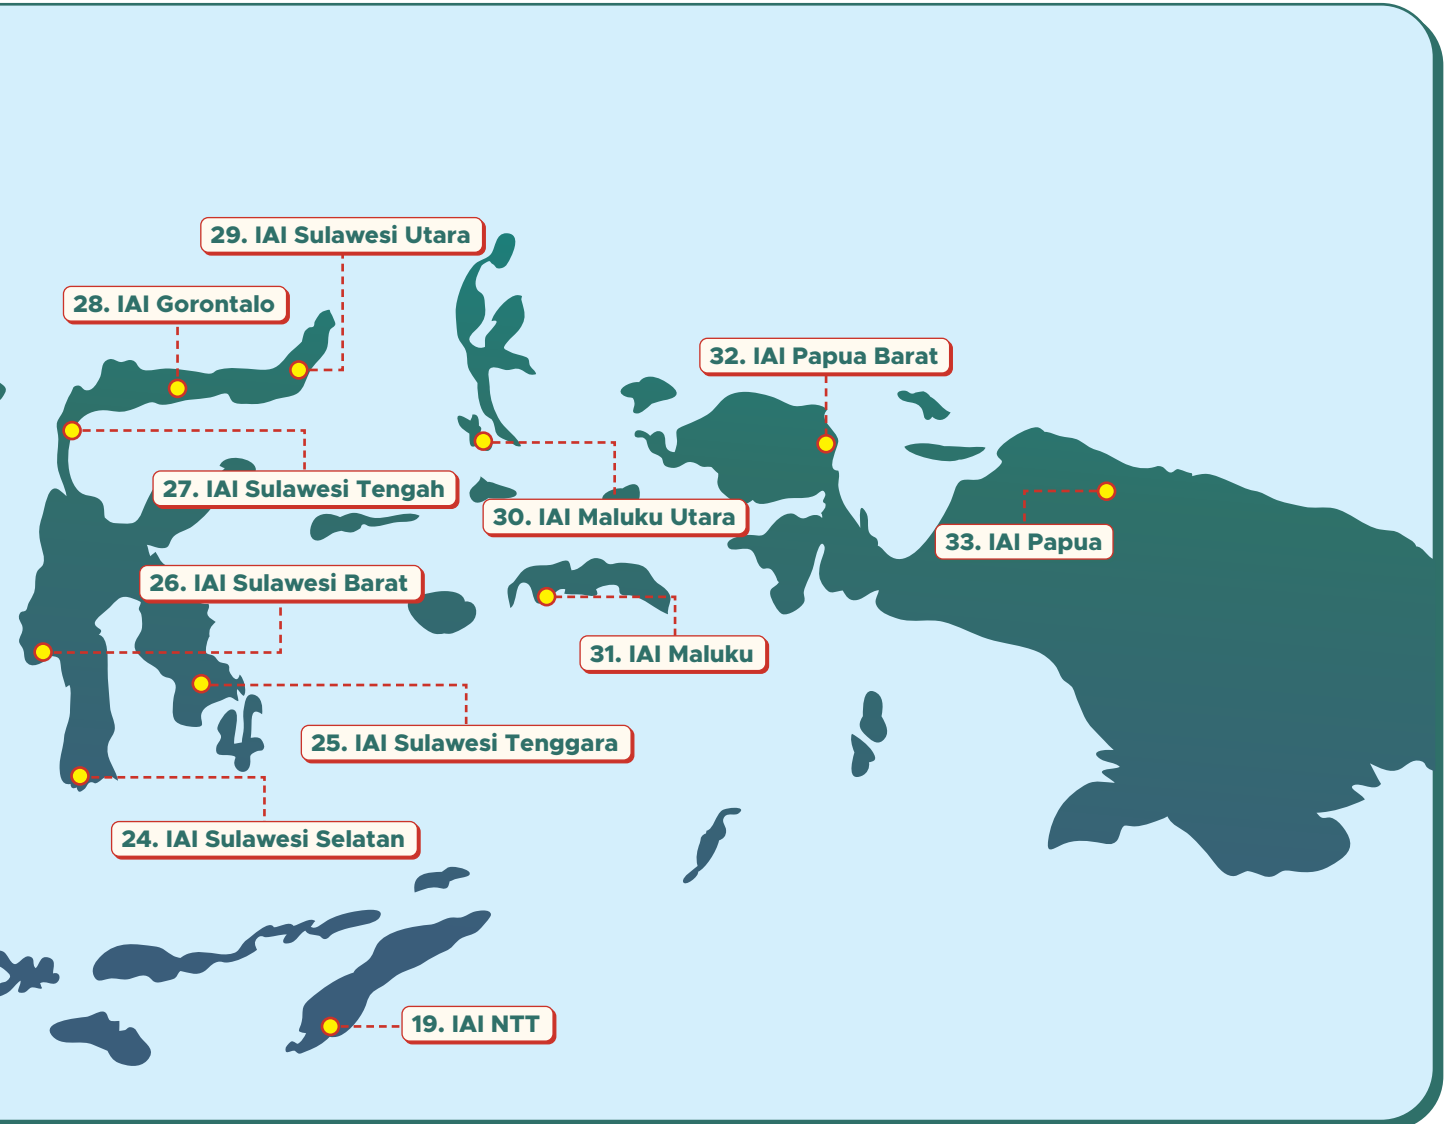 29. IAI Sulawesi Utara
28. IAI Gorontalo
32. IAI Papua Barat
27. IAI Sulawesi Tengah
30. IAI Maluku Utara
33. IAI Papua
26. IAI Sulawesi Barat
31. IAI Maluku
25. IAI Sulawesi Tenggara
24. IAI Sulawesi Selatan
19. IAI NTT